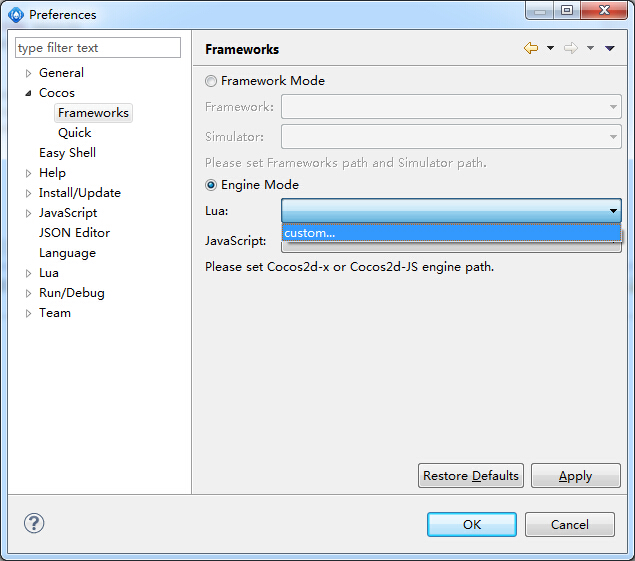 Preferences
type filter text
General
Cocos
Frameworks
Quick
Easy Shell
Help
Install/Update
JavaScript
JSON Editor
Language
Lua
Run/Debug
Team
Frameworks
Framework Mode
Framework:
Simulator:
Please set Frameworks path and Simulator path.
Engine Mode
Lua:
custom...
JavaScript:
Please set Cocos2d-x or Cocos2d-JS engine path.
Restore Defaults
Apply
OK
Cancel